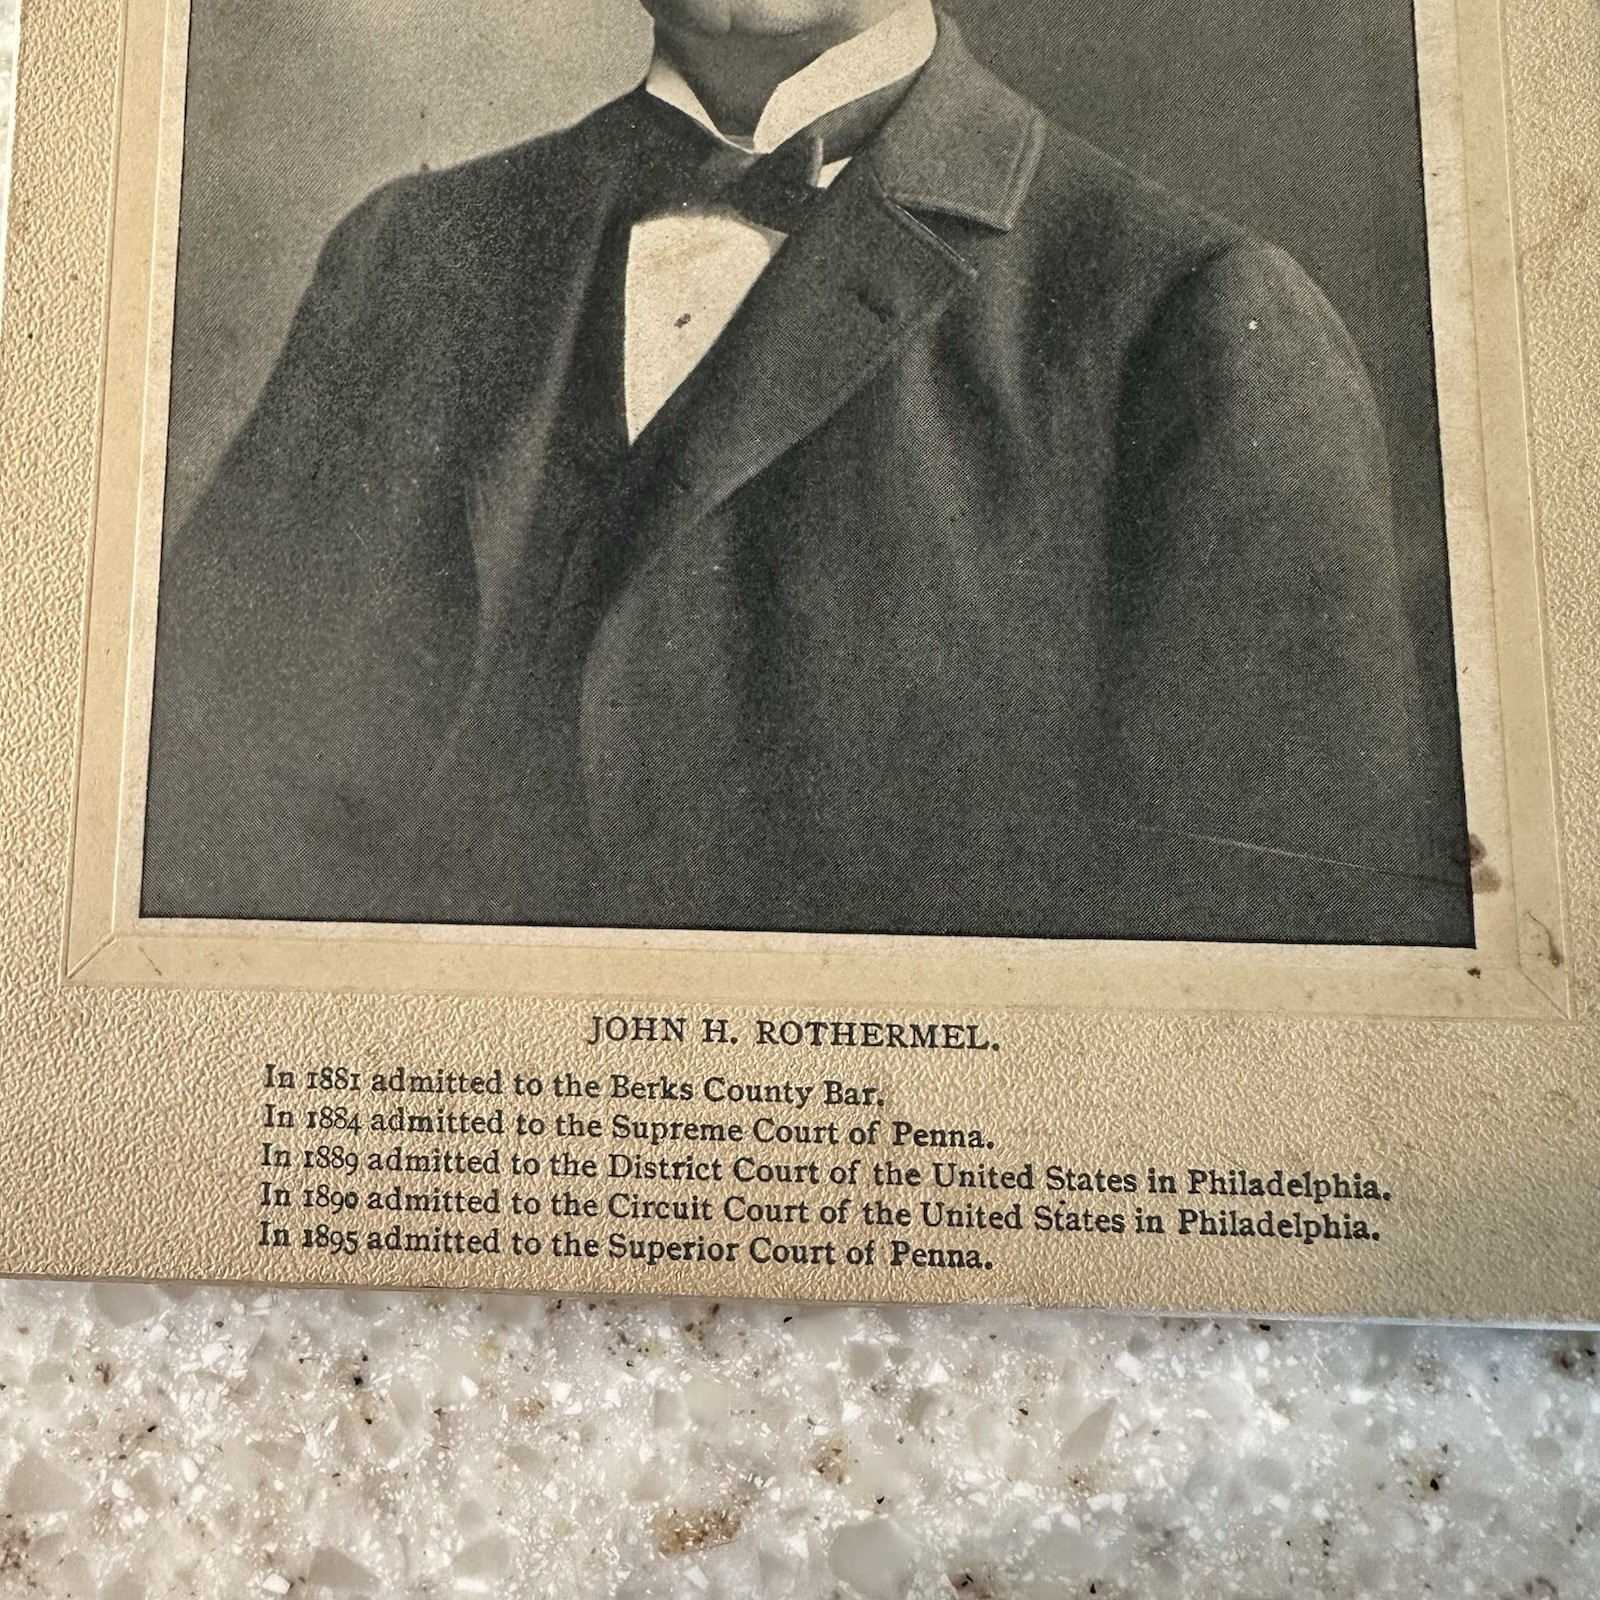 JOHN H. ROTHERMEL.
In 1881 admitted to the Berks County Bar.
In 1884 admitted to the Supreme Court of Penna.
In 1889 admitted to the District Court of the United States in Philadelphia.
In 1890 admitted to the Circuit Court of the United States in Philadelphia.
In 1895 admitted to the Superior Court of Penna.